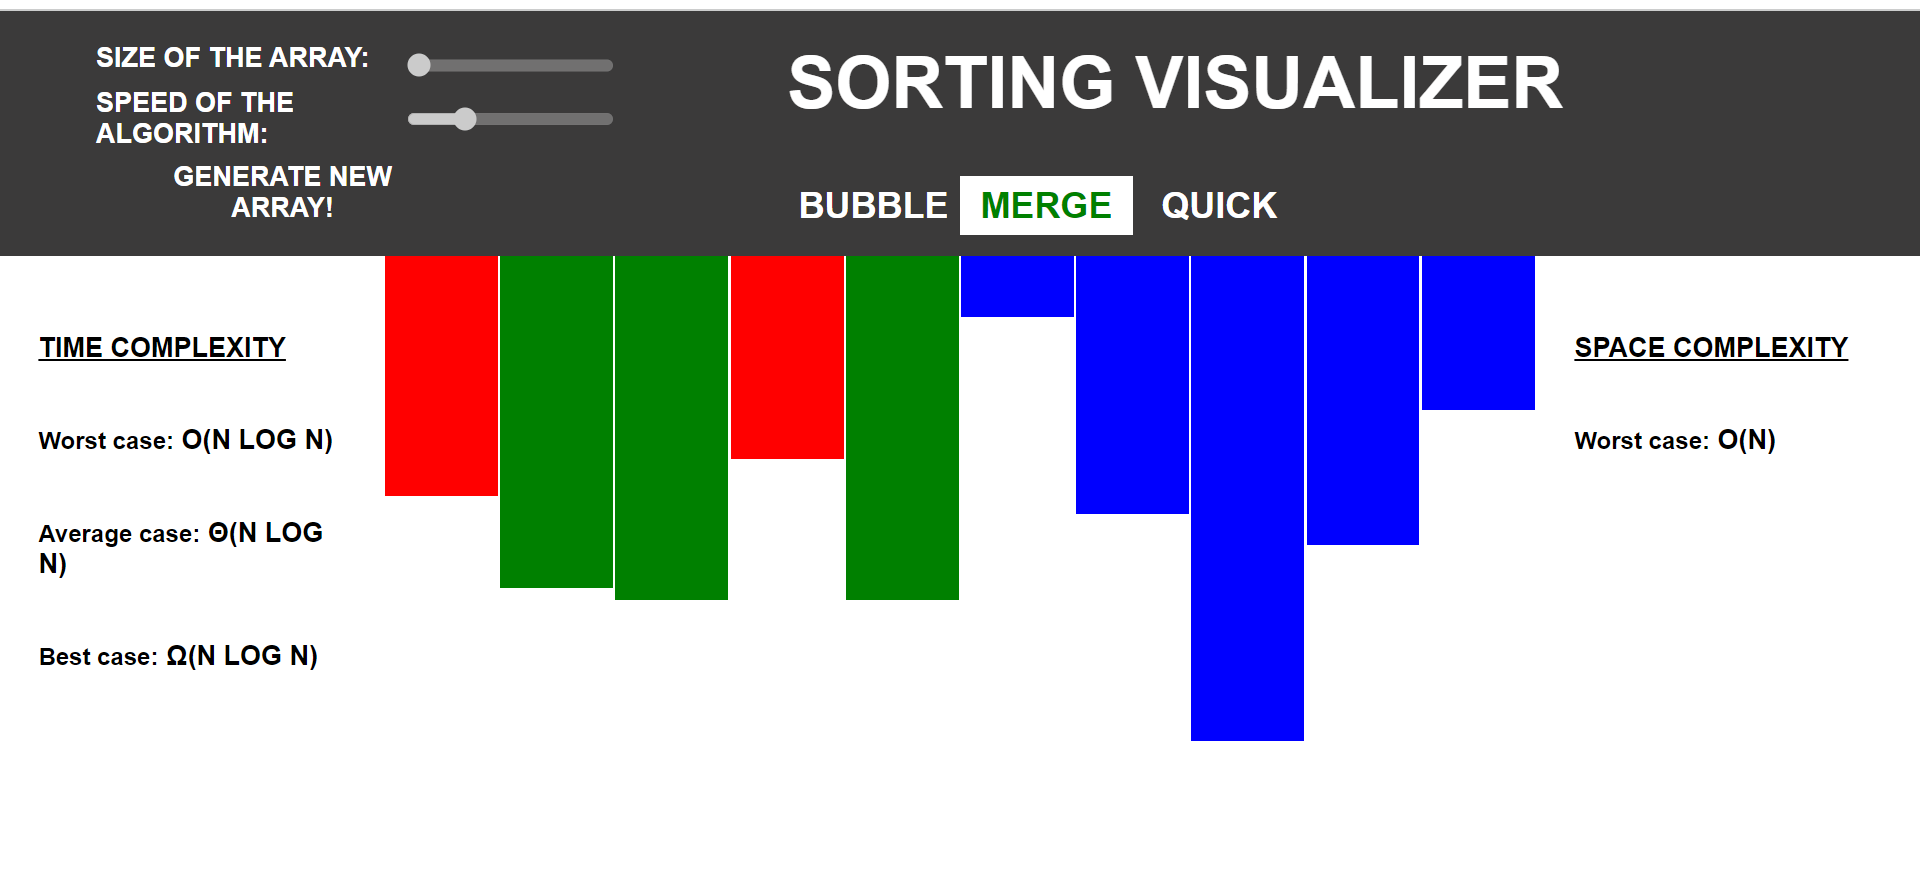 SIZE OF THE ARRAY:
SPEED OF THE
ALGORITHM:
GENERATE NEW
ARRAY!
SORTING VISUALIZER
BUBBLE MERGE QUICK
TIME COMPLEXITY
Worst case: O(N LOG N)
Average case: Θ(N LOG
N)
Best case: Ω(N LOG N)
SPACE COMPLEXITY
Worst case: O(N)